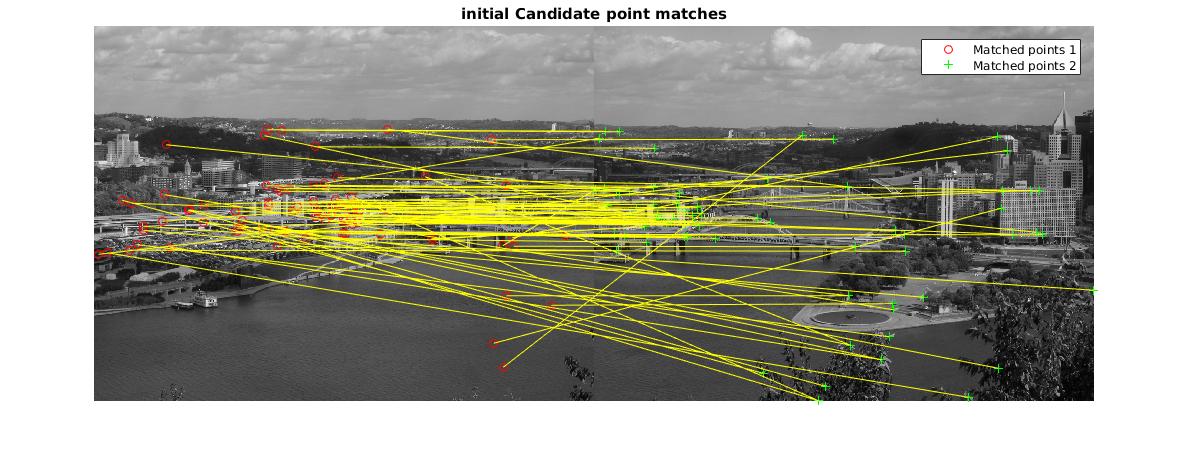 initial Candidate point matches
Matched points 1
Matched points 2